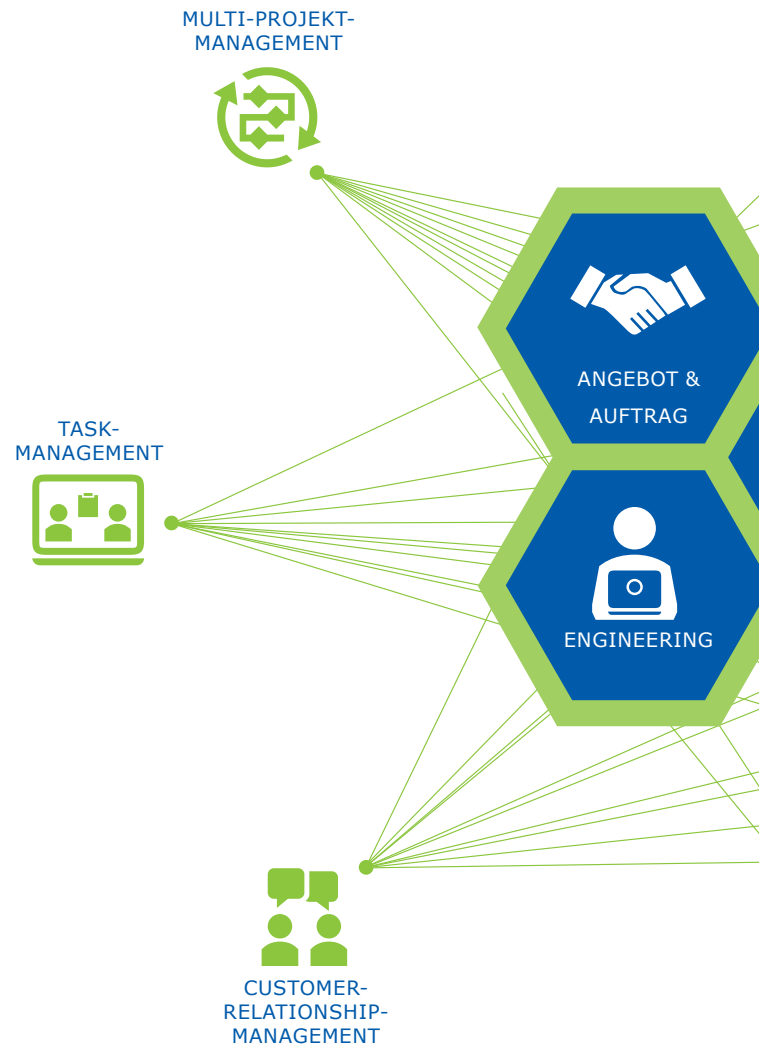 MULTI-PROJEKT-
MANAGEMENT
ANGEBOT &
AUFTRAG
TASK-
MANAGEMENT
ENGINEERING
CUSTOMER-
RELATIONSHIP-
MANAGEMENT